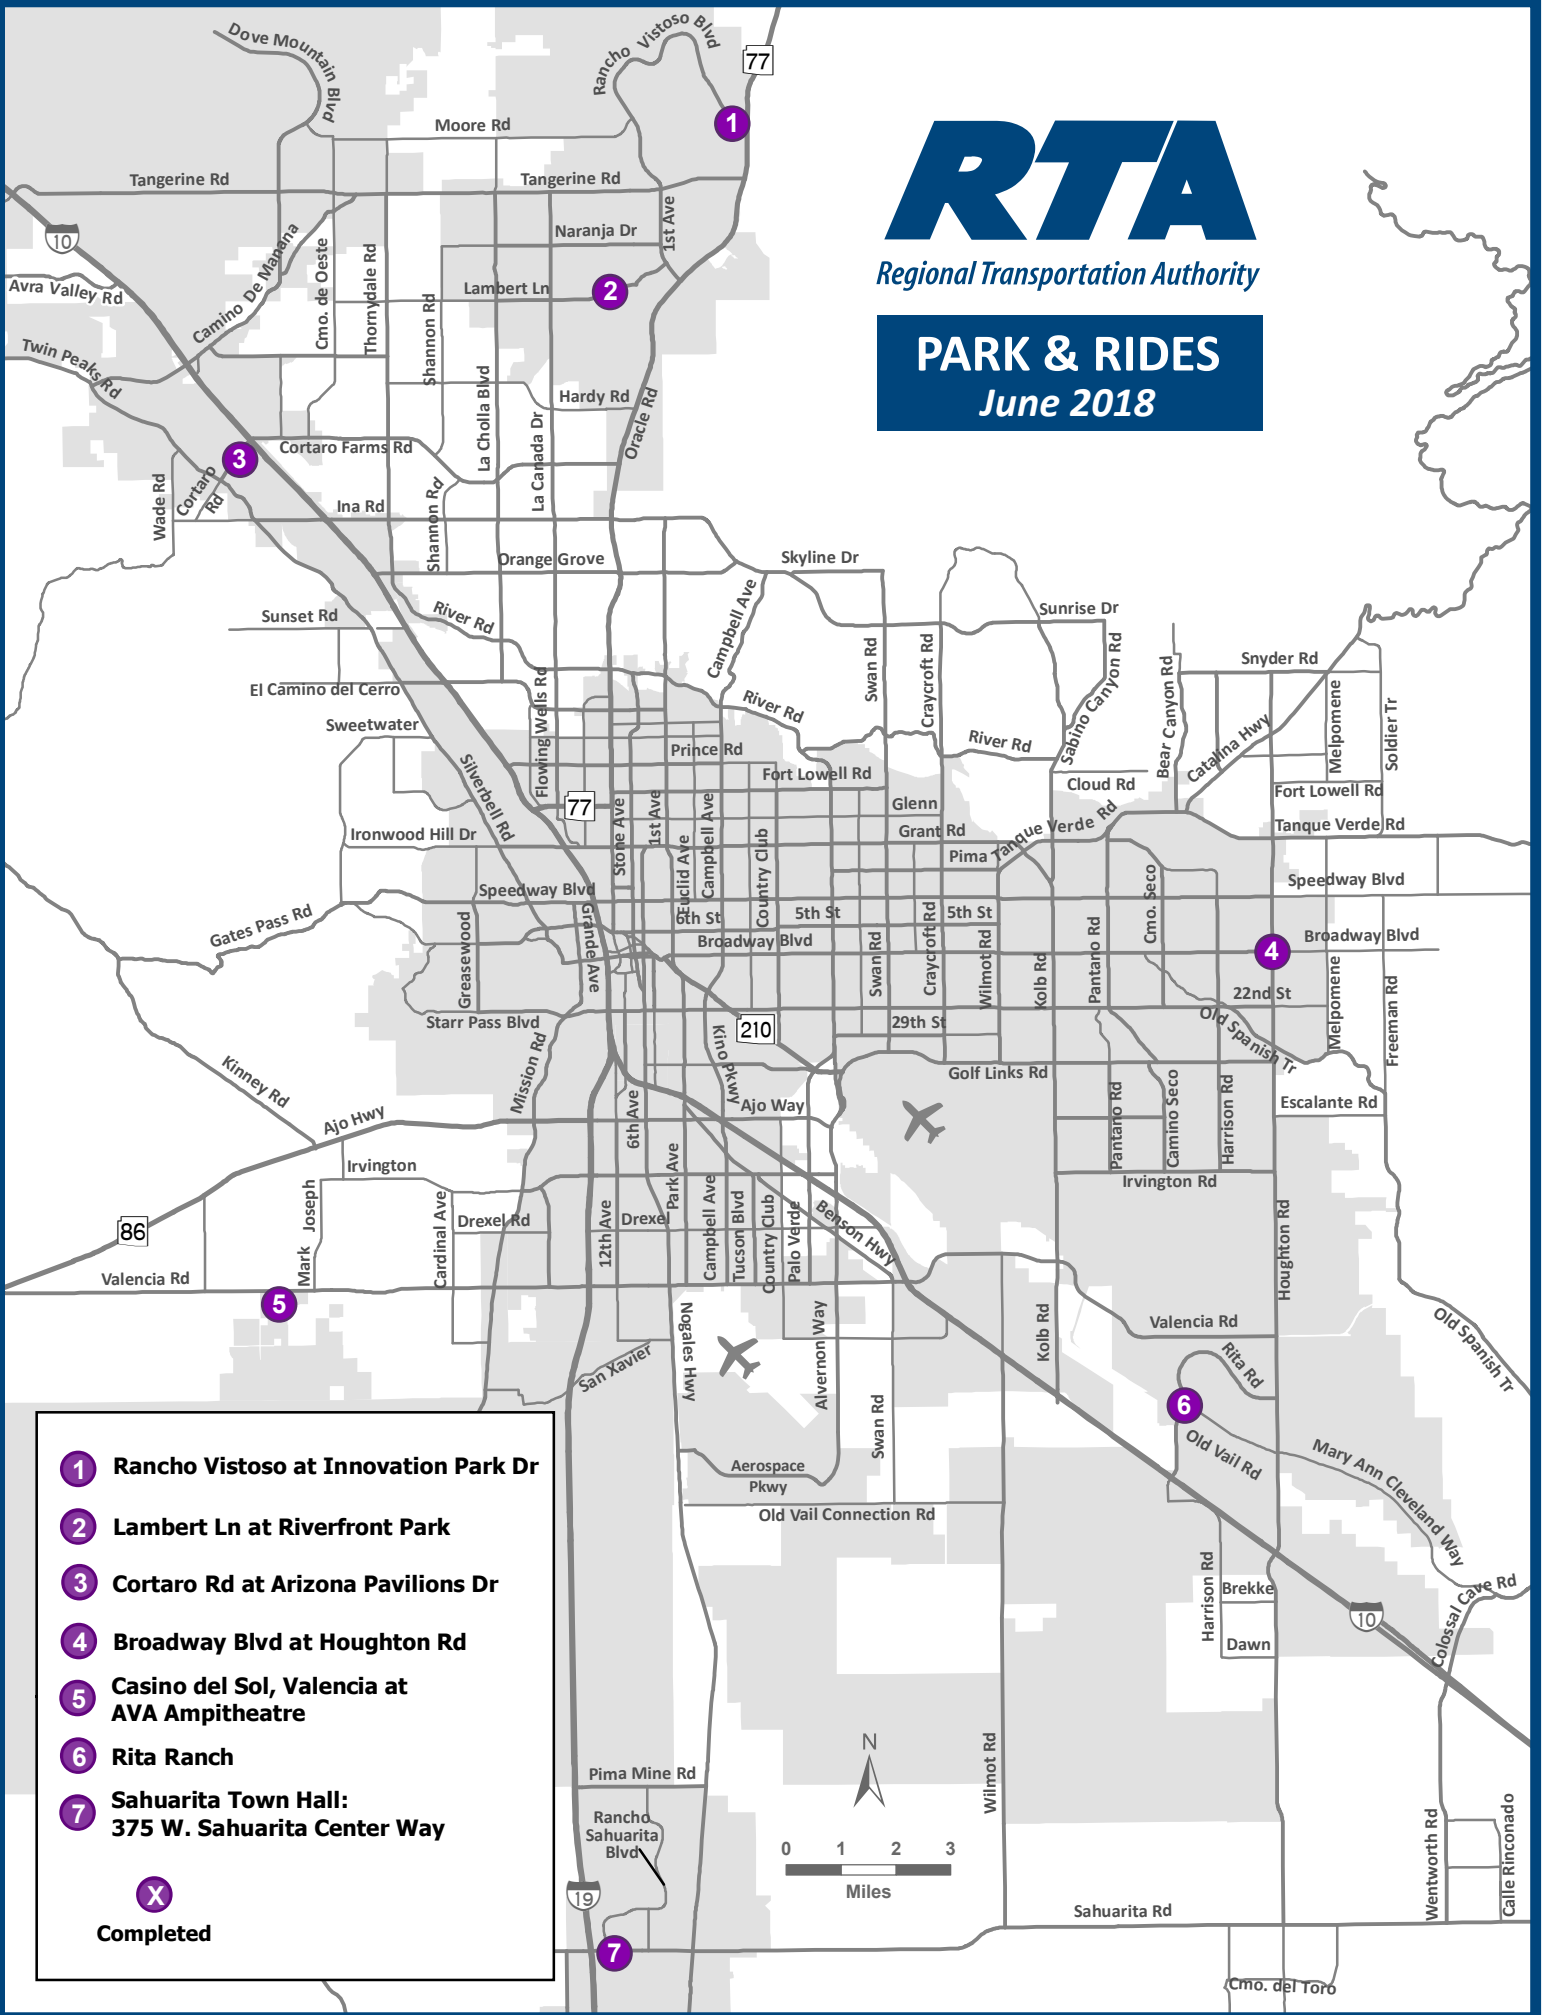 Dove Mountain Blvd
Rancho Vistoso Blvd
77
1
Moore Rd
Tangerine Rd
Tangerine Rd
RTA
Regional Transportation Authority
PARK & RIDES
June 2018
10
Naranja Dr
1st Ave
Avra Valley Rd
Camino De Manana
Cmo. de Oeste
Thornydale Rd
Shannon Rd
Lambert Ln
2
Twin Peaks Rd
La Cholla Blvd
La Canada Dr
Hardy Rd
Oracle Rd
3
Cortaro Farms Rd
Wade Rd
Cortaro
Rd
Ina Rd
Shannon Rd
Orange Grove
Skyline Dr
Sunset Rd
River Rd
Campbell Ave
Sunrise Dr
Swan Rd
Craycroft Rd
Sabino Canyon Rd
Bear Canyon Rd
Snyder Rd
El Camino del Cerro
Flowing Wells Rd
River Rd
River Rd
Melpomene
Soldier Tr
Sweetwater
Silverbell Rd
Prince Rd
Fort Lowell Rd
Cloud Rd
Catalina Hwy
Fort Lowell Rd
77
Stone Ave
1st Ave
Euclid Ave
Campbell Ave
Country Club
Glenn
Grant Rd
Pima
Tanque Verde Rd
Tanque Verde Rd
Ironwood Hill Dr
Speedway Blvd
Speedway Blvd
Gates Pass Rd
Greasewood
Grande Ave
6th St
5th St
5th St
Broadway Blvd
Broadway Blvd
4
Swan Rd
Craycroft Rd
Wilmot Rd
Kolb Rd
Pantano Rd
Cmo. Seco
22nd St
Melpomene
Freeman Rd
Starr Pass Blvd
210
29th St
Old Spanish Tr
Kinney Rd
Mission Rd
Kino Pkwy
Golf Links Rd
Ajo Hwy
6th Ave
Ajo Way
Pantano Rd
Camino Seco
Harrison Rd
Escalante Rd
Irvington
Irvington Rd
Mark Joseph
Cardinal Ave
Drexel Rd
12th Ave
Drexel
Park Ave
Campbell Ave
Tucson Blvd
Country Club
Palo Verde
Benson Hwy
Houghton Rd
86
Valencia Rd
5
Valencia Rd
Kolb Rd
Old Spanish Tr
San Xavier
Nogales Hwy
Alvernon Way
Swan Rd
Rita Rd
6
Old Vail Rd
Mary Ann Cleveland Way
Aerospace
Pkwy
Old Vail Connection Rd
Harrison Rd
Brekke
Dawn
10
Colossal Cave Rd
1 Rancho Vistoso at Innovation Park Dr
2 Lambert Ln at Riverfront Park
3 Cortaro Rd at Arizona Pavilions Dr
4 Broadway Blvd at Houghton Rd
5 Casino del Sol, Valencia at
AVA Ampitheatre
6 Rita Ranch
7 Sahuarita Town Hall:
375 W. Sahuarita Center Way
X
Completed
Pima Mine Rd
Rancho
Sahuarita
Blvd
N
0 1 2 3
Miles
Wilmot Rd
Wentworth Rd
Calle Rinconado
19
Sahuarita Rd
7
Cmo. del Toro